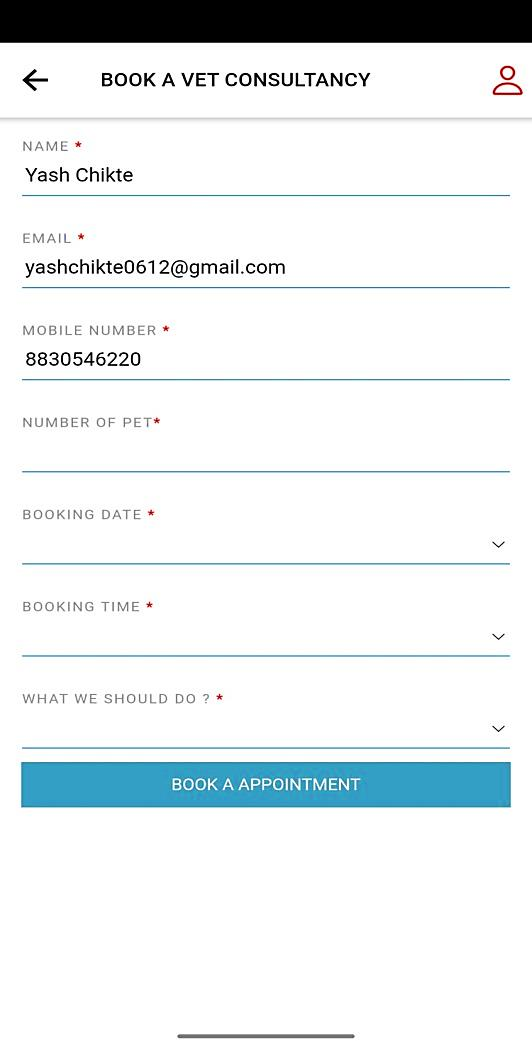 BOOK A VET CONSULTANCY
NAME *
Yash Chikte
EMAIL *
yashchikte0612@gmail.com
MOBILE NUMBER *
8830546220
NUMBER OF PET*
BOOKING DATE *
BOOKING TIME *
WHAT WE SHOULD DO ? *
BOOK A APPOINTMENT